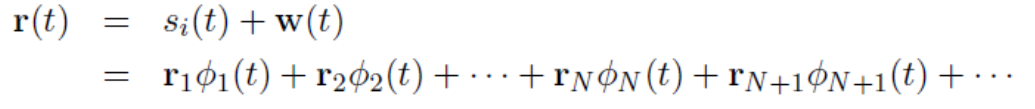 r(t) = s_i(t) + w(t)
= r_1ϕ_1(t) + r_2ϕ_2(t) + ⋯ + r_Nϕ_N(t) + r_{N+1}ϕ_{N+1}(t) + ⋯